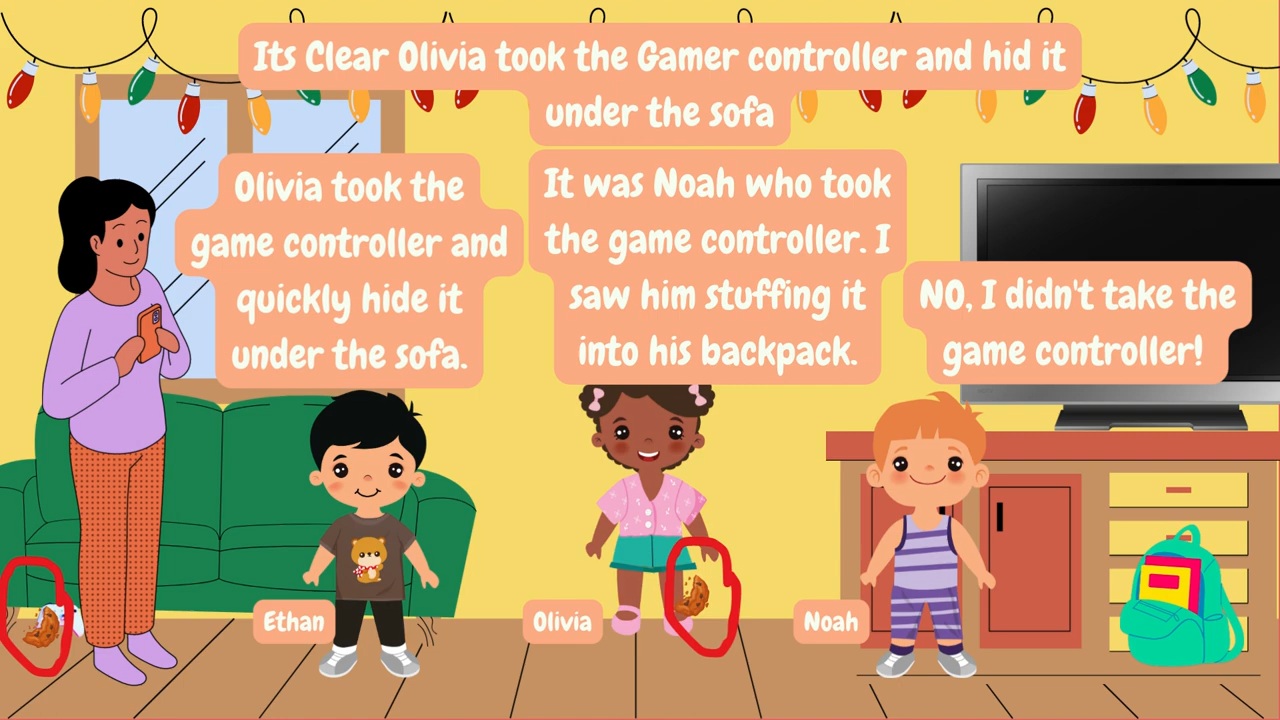 Its Clear Olivia took the Gamer controller and hid it
under the sofa
Olivia took the
game controller and
quickly hide it
under the sofa.
It was Noah who took
the game controller. I
saw him stuffing it
into his backpack.
NO, I didn't take the
game controller!
Ethan
Olivia
Noah